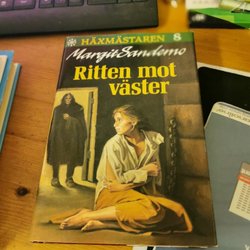 HÄXMÄSTAREN 8
Margit Sandemo
Ritten mot
väster